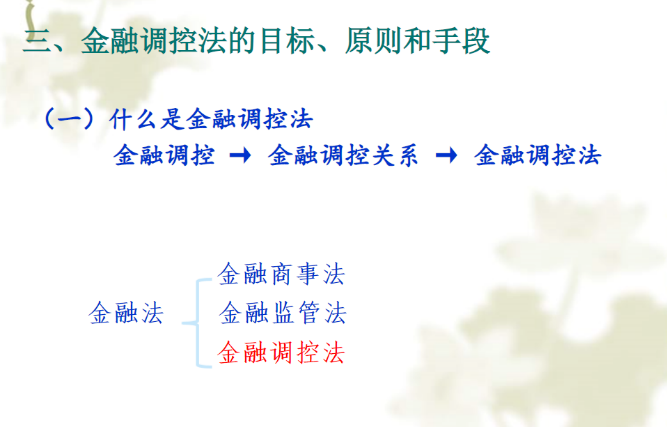 三、金融调控法的目标、原则和手段
（一）什么是金融调控法
金融调控 → 金融调控关系 → 金融调控法
金融商事法
金融法
金融监管法
金融调控法